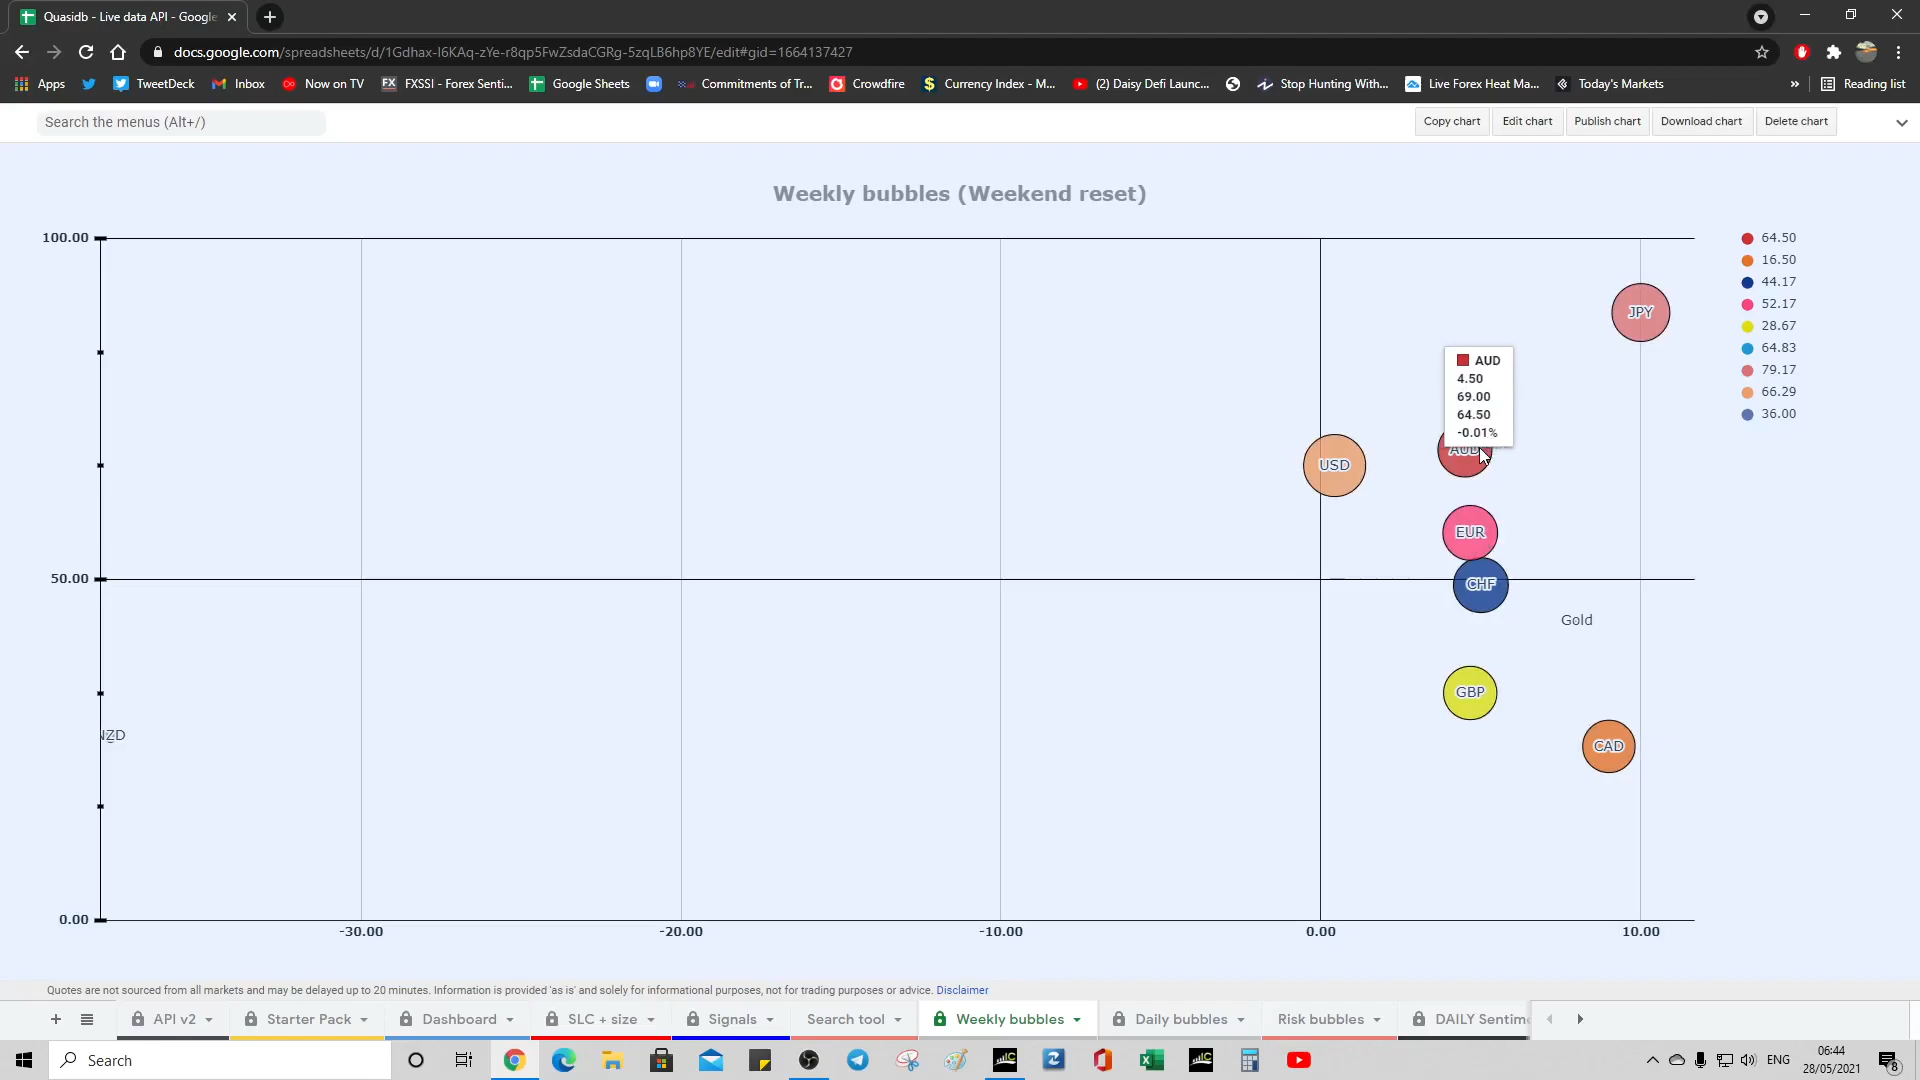 Quasidb - Live data API - Google
docs.google.com/spreadsheets/d/1Gdhax-I6KAq-zYe-r8qp5FwZsdaCGRg-5zqLB6hp8YE/edit#gid=1664137427
Apps
TweetDeck
Inbox
Now on TV
FXSSI - Forex Senti...
Google Sheets
Commitments of Tr...
Crowdfire
Currency Index - M...
(2) Daisy Defi Launc...
Stop Hunting With...
Live Forex Heat Ma...
Today's Markets
»
Reading list
Search the menus (Alt+/)
Copy chart
Edit chart
Publish chart
Download chart
Delete chart
Weekly bubbles (Weekend reset)
100.00
50.00
0.00
-30.00
-20.00
-10.00
0.00
10.00
JPY
AUD
4.50
69.00
64.50
-0.01%
AUD
USD
EUR
CHF
Gold
GBP
CAD
NZD
64.50
16.50
44.17
52.17
28.67
64.83
79.17
66.29
36.00
Quotes are not sourced from all markets and may be delayed up to 20 minutes. Information is provided 'as is' and solely for informational purposes, not for trading purposes or advice. Disclaimer
API v2
Starter Pack
Dashboard
SLC + size
Signals
Search tool
Weekly bubbles
Daily bubbles
Risk bubbles
DAILY Sentim
Search
ENG
06:44
28/05/2021
8